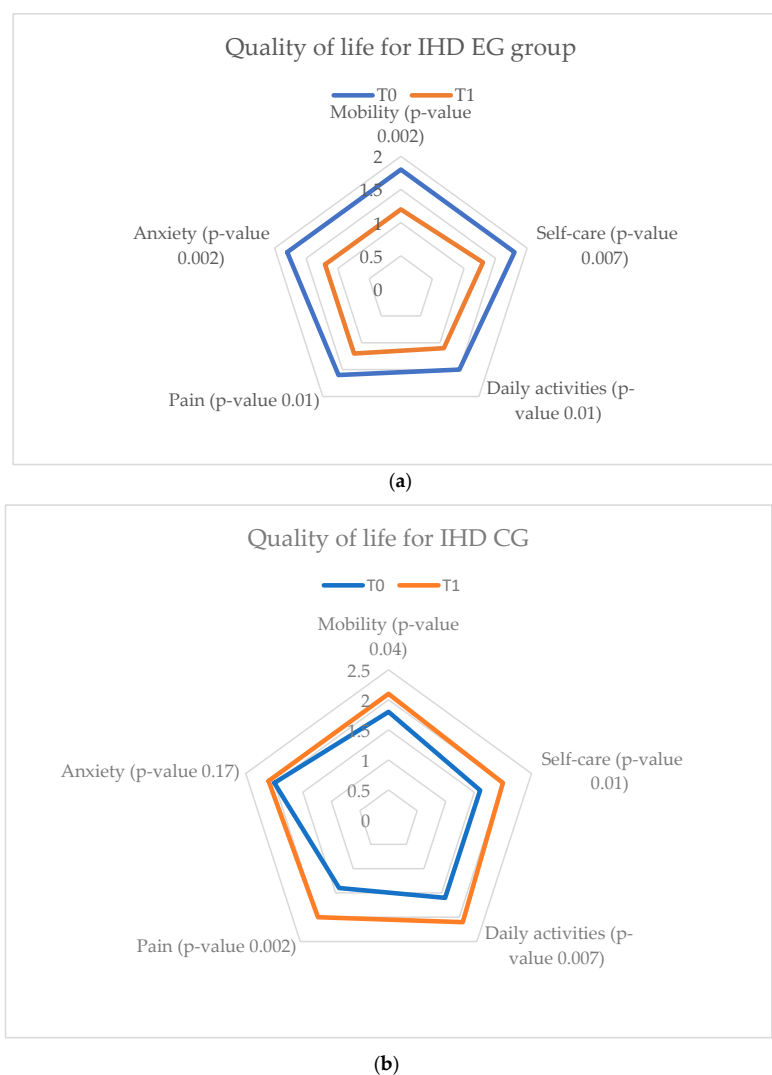 Quality of life for IHD EG group
T0 T1
Mobility (p-value
0.002)
2
1.5
1
0.5
0
Self-care (p-value
0.007)
Daily activities (p-
value 0.01)
Pain (p-value 0.01)
Anxiety (p-value
0.002)
(a)
Quality of life for IHD CG
T0 T1
Mobility (p-value
0.04)
2.5
2
1.5
1
0.5
0
Self-care (p-value
0.01)
Daily activities (p-
value 0.007)
Pain (p-value 0.002)
Anxiety (p-value 0.17)
(b)